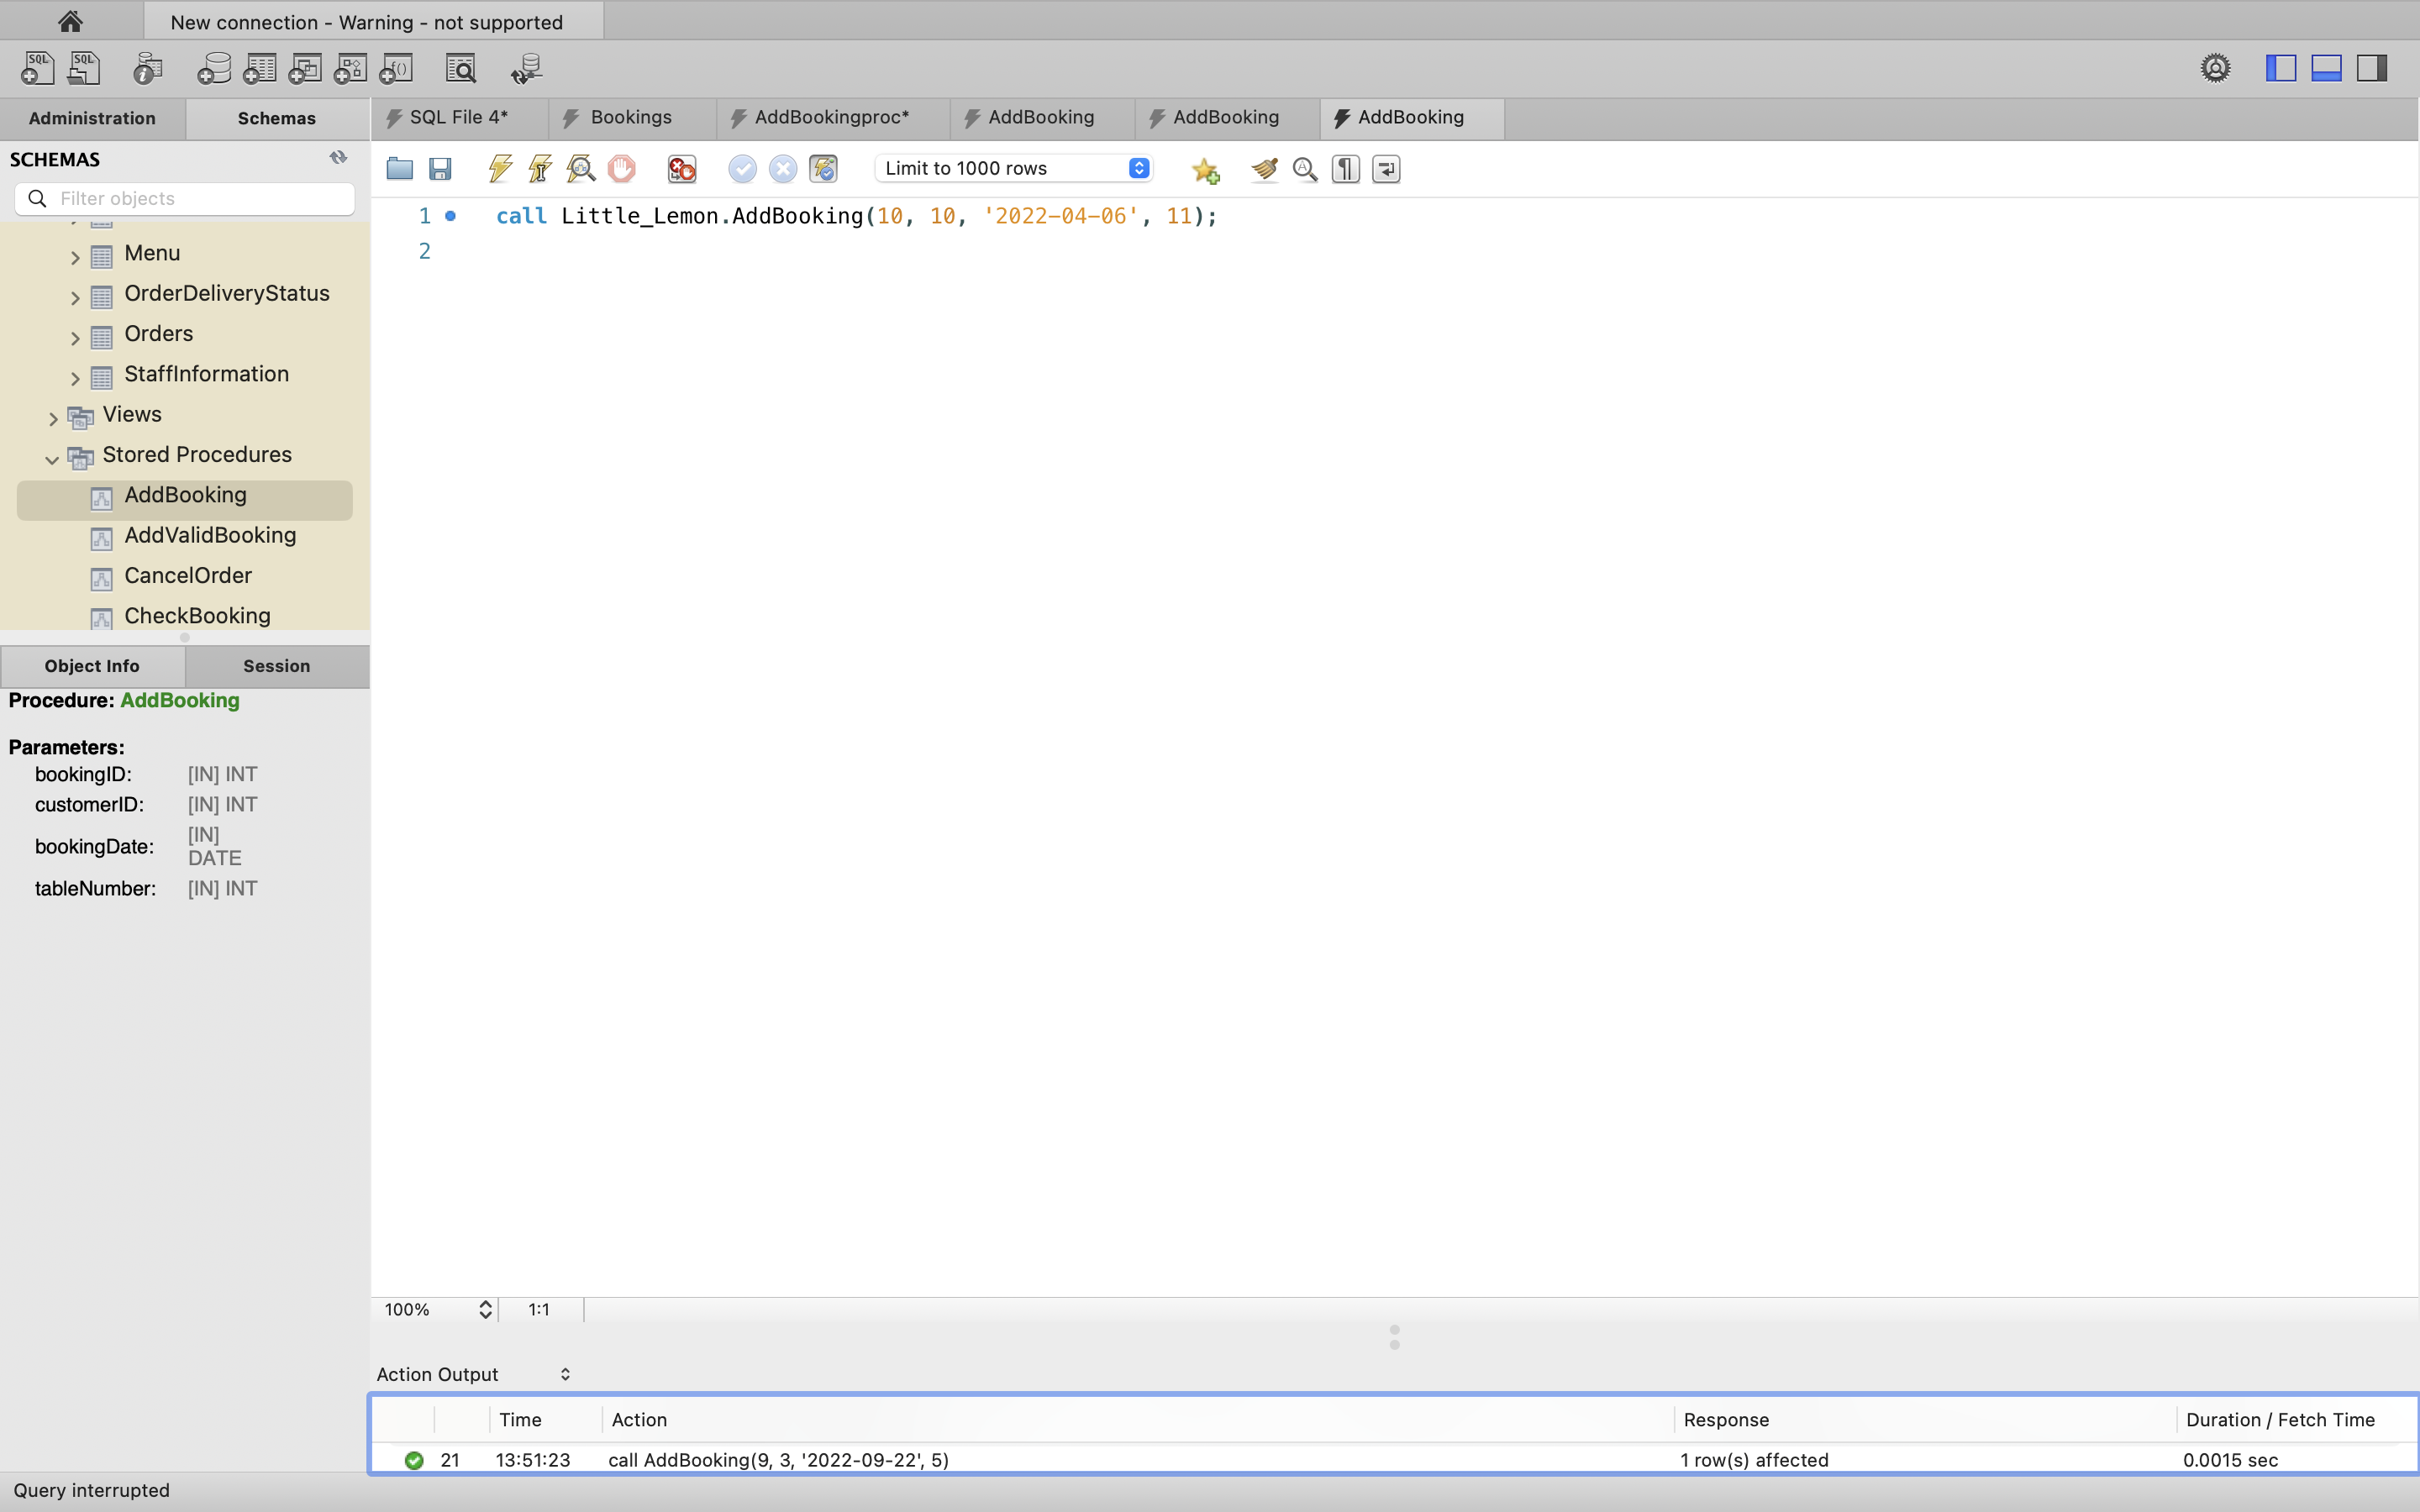 New connection - Warning - not supported
SQL SQL
Administration Schemas
SQL File 4* Bookings AddBookingproc* AddBooking AddBooking AddBooking
SCHEMAS
Filter objects
Limit to 1000 rows
1 call Little_Lemon.AddBooking(10, 10, '2022-04-06', 11);
2
Menu
OrderDeliveryStatus
Orders
StaffInformation
Views
Stored Procedures
AddBooking
AddValidBooking
CancelOrder
CheckBooking
Object Info Session
Procedure: AddBooking
Parameters:
bookingID: [IN] INT
customerID: [IN] INT
bookingDate: [IN] DATE
tableNumber: [IN] INT
100% 1:1
Action Output
Time Action Response Duration / Fetch Time
21 13:51:23 call AddBooking(9, 3, '2022-09-22', 5) 1 row(s) affected 0.0015 sec
Query interrupted